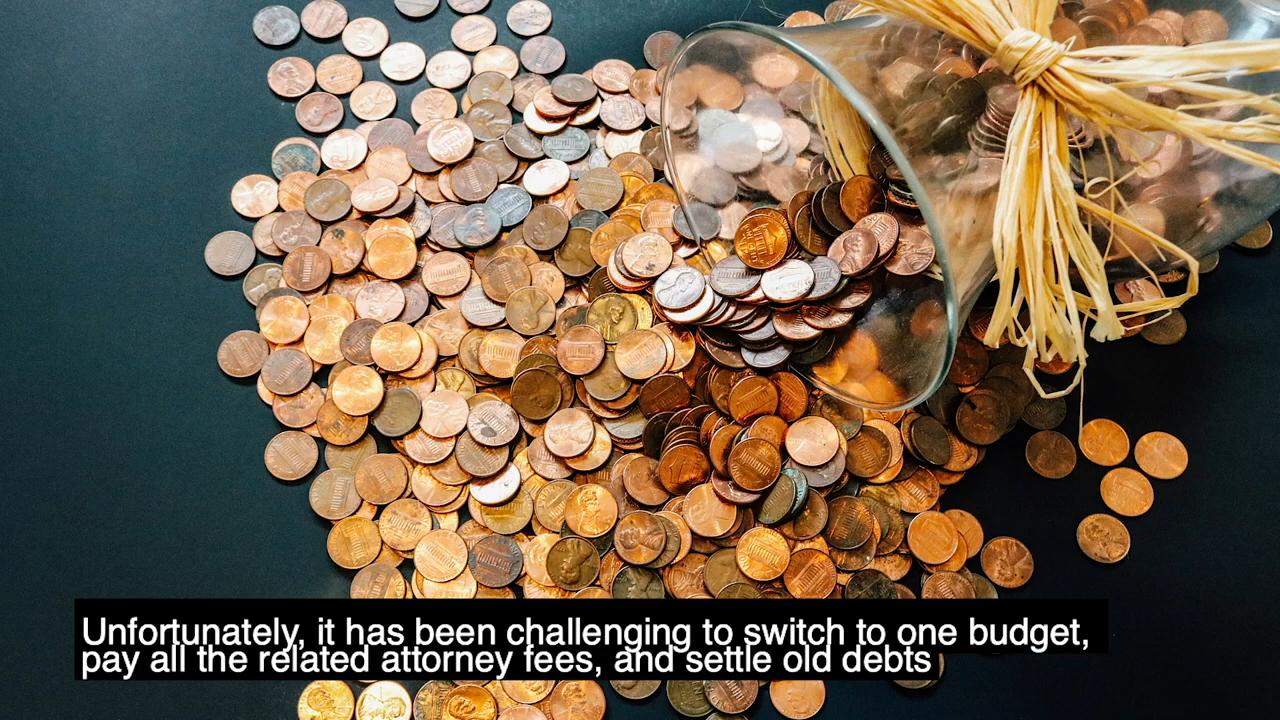 Unfortunately, it has been challenging to switch to one budget,
pay all the related attorney fees, and settle old debts